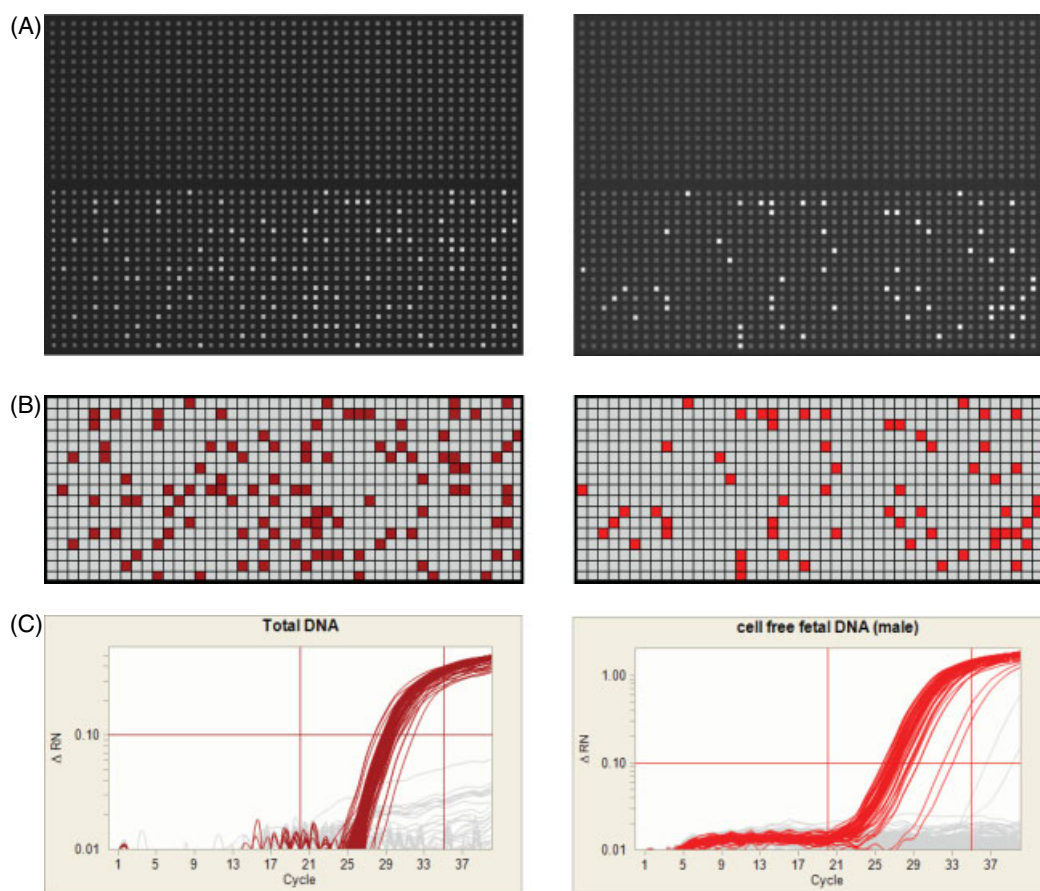 (A)
(B)
(C)
Total DNA
Δ RN
0.10
0.01
1 5 9 13 17 21 25 29 33 37
Cycle
cell free fetal DNA (male)
Δ RN
1.00
0.10
0.01
1 5 9 13 17 21 25 29 33 37
Cycle